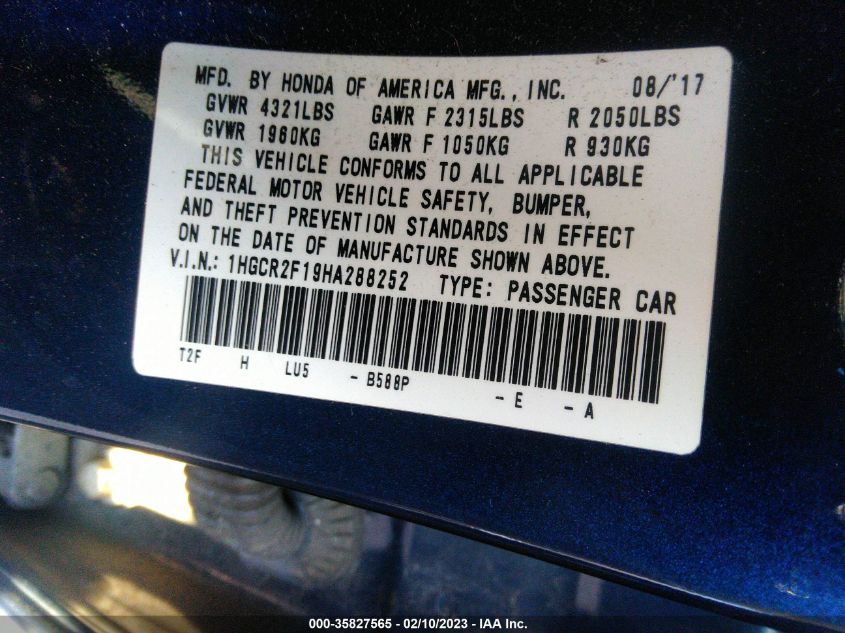 MFD. BY HONDA OF AMERICA MFG., INC. 08/'17
GVWR 4321LBS GAWR F 2315LBS R 2050LBS
GVWR 1960KG GAWR F 1050KG R 930KG
THIS VEHICLE CONFORMS TO ALL APPLICABLE
FEDERAL MOTOR VEHICLE SAFETY, BUMPER,
AND THEFT PREVENTION STANDARDS IN EFFECT
ON THE DATE OF MANUFACTURE SHOWN ABOVE.
V.I.N.: 1HGCR2F19HA288252 TYPE: PASSENGER CAR
T2F H LU5 - B588P - E - A
000-35827565 - 02/10/2023 - IAA Inc.